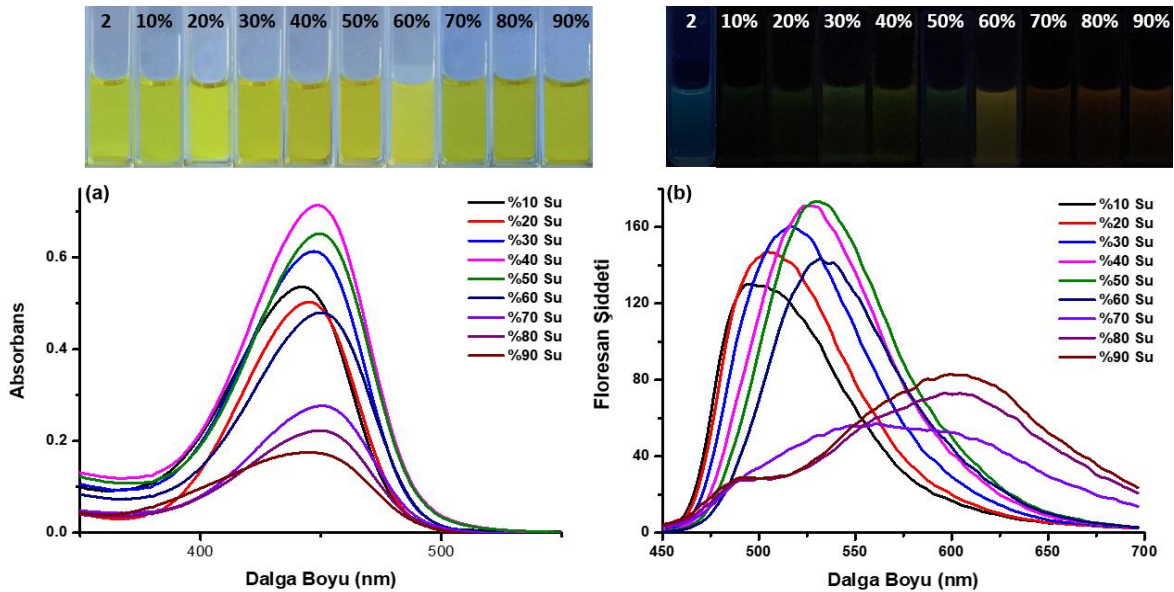 2 10% 20% 30% 40% 50% 60% 70% 80% 90%
2 10% 20% 30% 40% 50% 60% 70% 80% 90%
(a)
%10 Su
%20 Su
%30 Su
%40 Su
%50 Su
%60 Su
%70 Su
%80 Su
%90 Su
Absorbans
0.6
0.4
0.2
0.0
400 500
Dalga Boyu (nm)
(b)
%10 Su
%20 Su
%30 Su
%40 Su
%50 Su
%60 Su
%70 Su
%80 Su
%90 Su
Floresan Şiddeti
160
120
80
40
0
450 500 550 600 650 700
Dalga Boyu (nm)